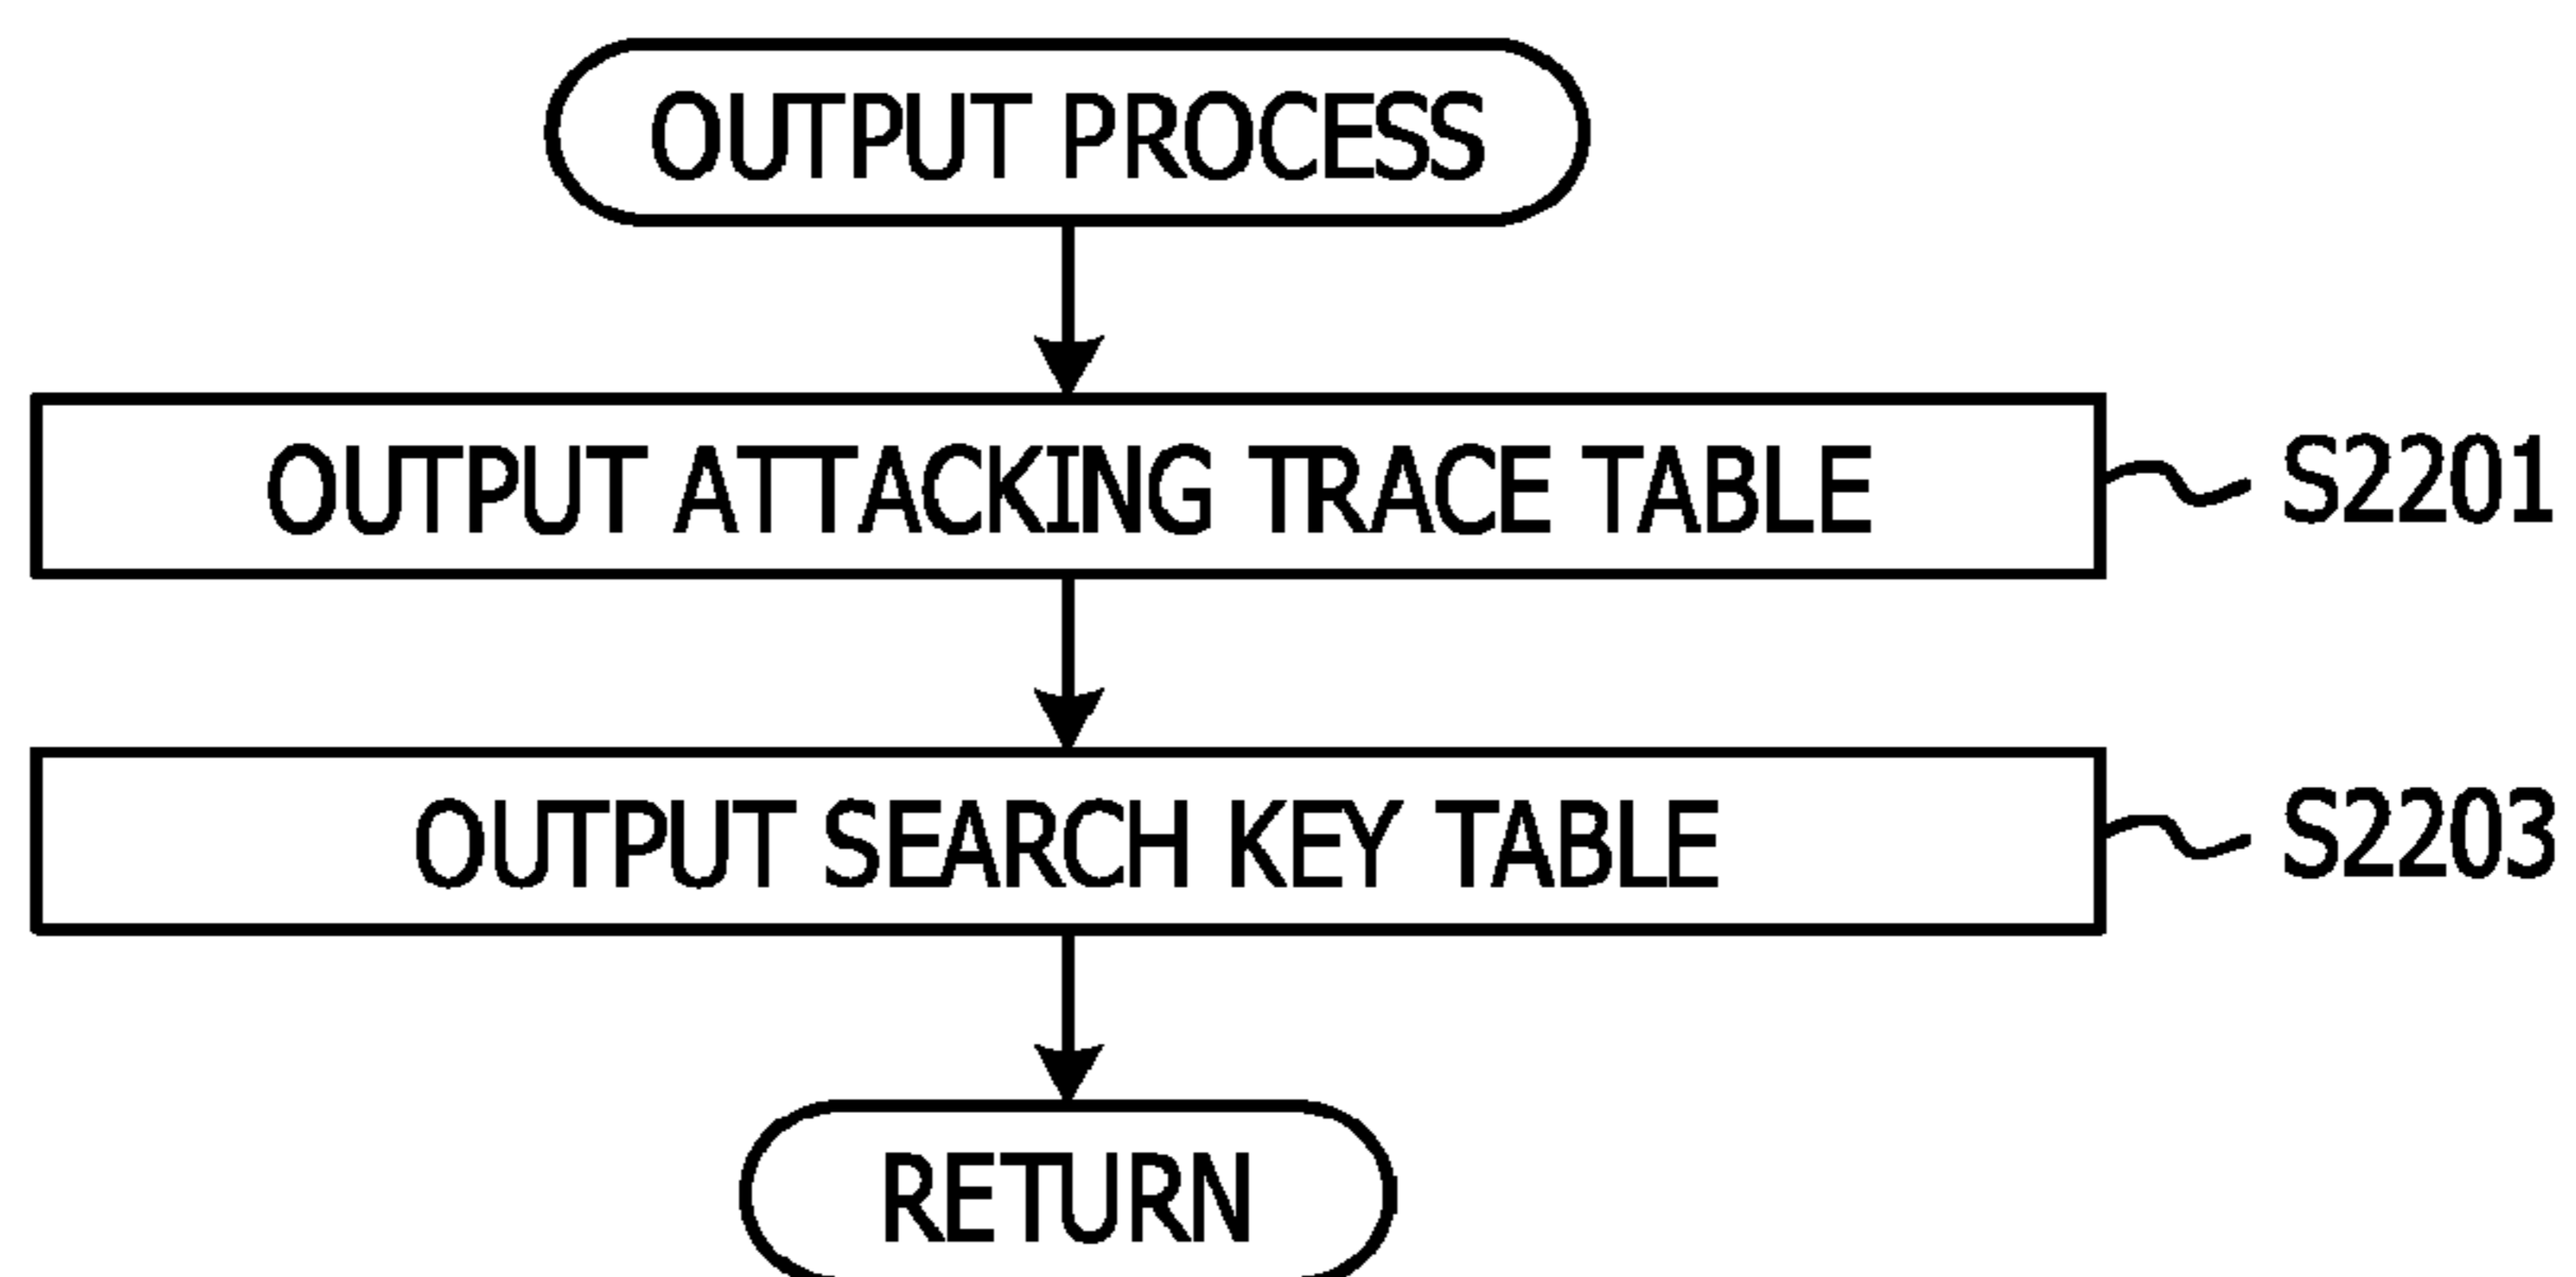 OUTPUT PROCESS
OUTPUT ATTACKING TRACE TABLE
S2201
OUTPUT SEARCH KEY TABLE
S2203
RETURN